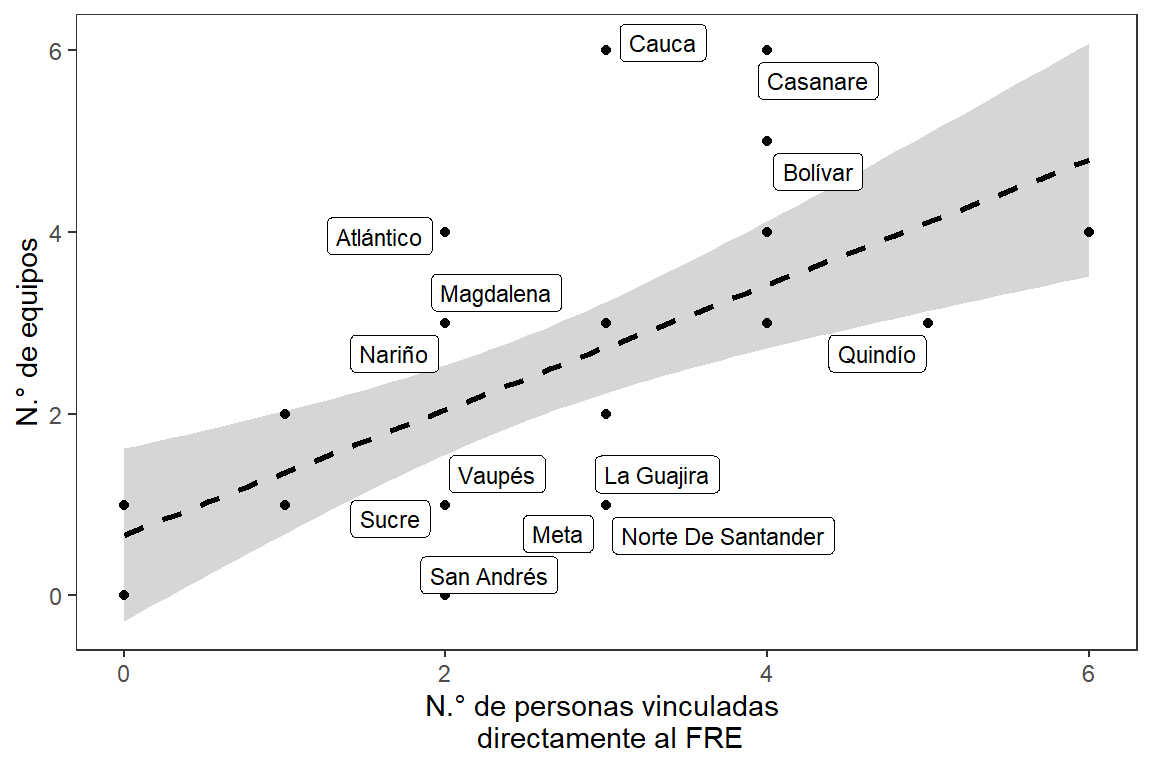 N.° de equipos
6
4
2
0
Cauca
Casanare
Bolívar
Atlántico
Magdalena
Nariño
Quindío
Vaupés
La Guajira
Sucre
Meta
Norte De Santander
San Andrés
0
2
4
6
N.° de personas vinculadas
directamente al FRE